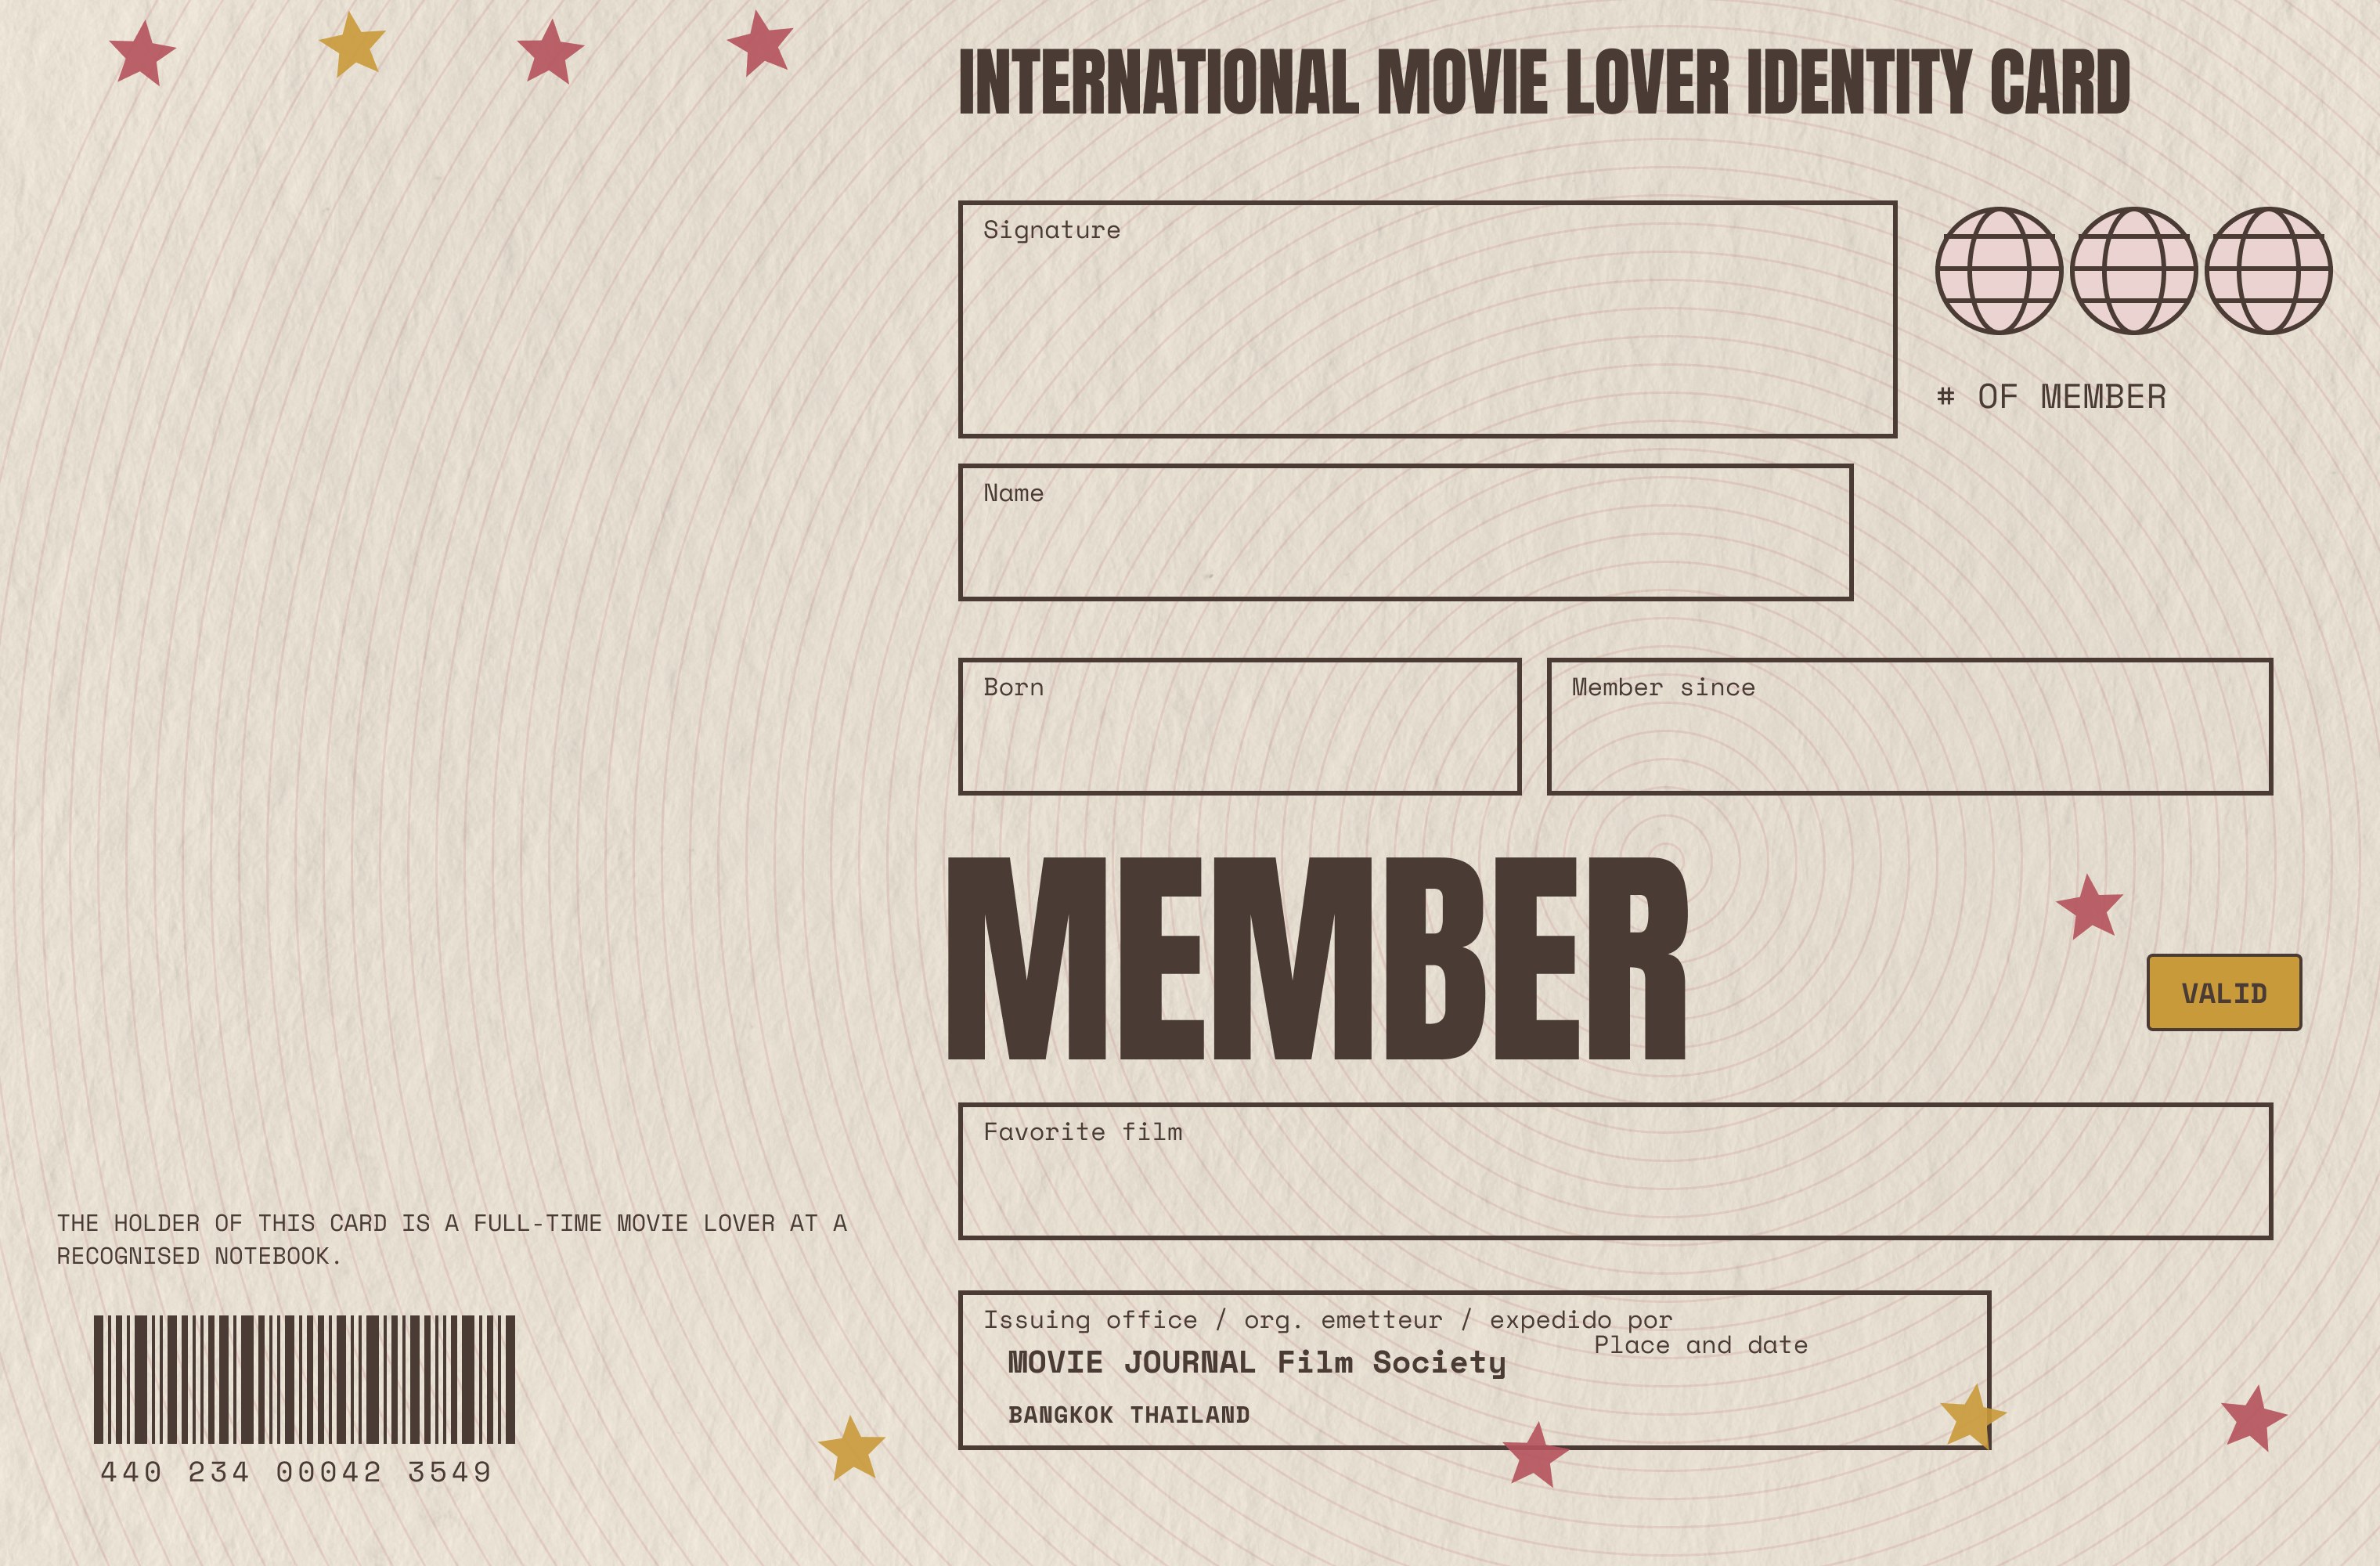 INTERNATIONAL MOVIE LOVER IDENTITY CARD
Signature
# OF MEMBER
Name
Born
Member since
MEMBER
VALID
Favorite film
THE HOLDER OF THIS CARD IS A FULL-TIME MOVIE LOVER AT A
RECOGNISED NOTEBOOK.
440 234 00042 3549
Issuing office / org. emetteur / expedido por
Place and date
MOVIE JOURNAL Film Society
BANGKOK THAILAND